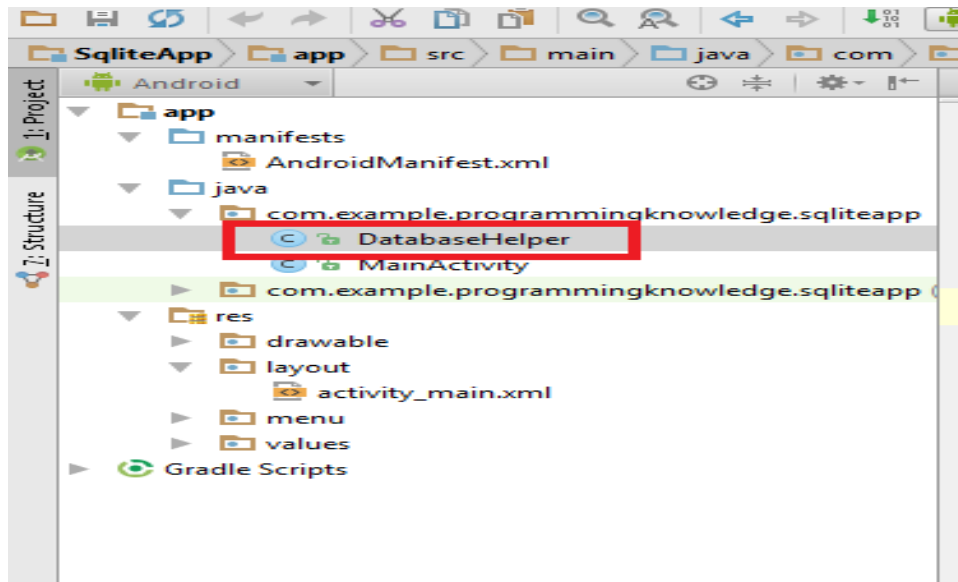 SqliteApp app src main java com
1: Project
Android
app
manifests
AndroidManifest.xml
java
com.example.programmingknowledge.sqliteapp
DatabaseHelper
MainActivity
com.example.programmingknowledge.sqliteapp (
res
drawable
layout
activity_main.xml
menu
values
Gradle Scripts
7: Structure